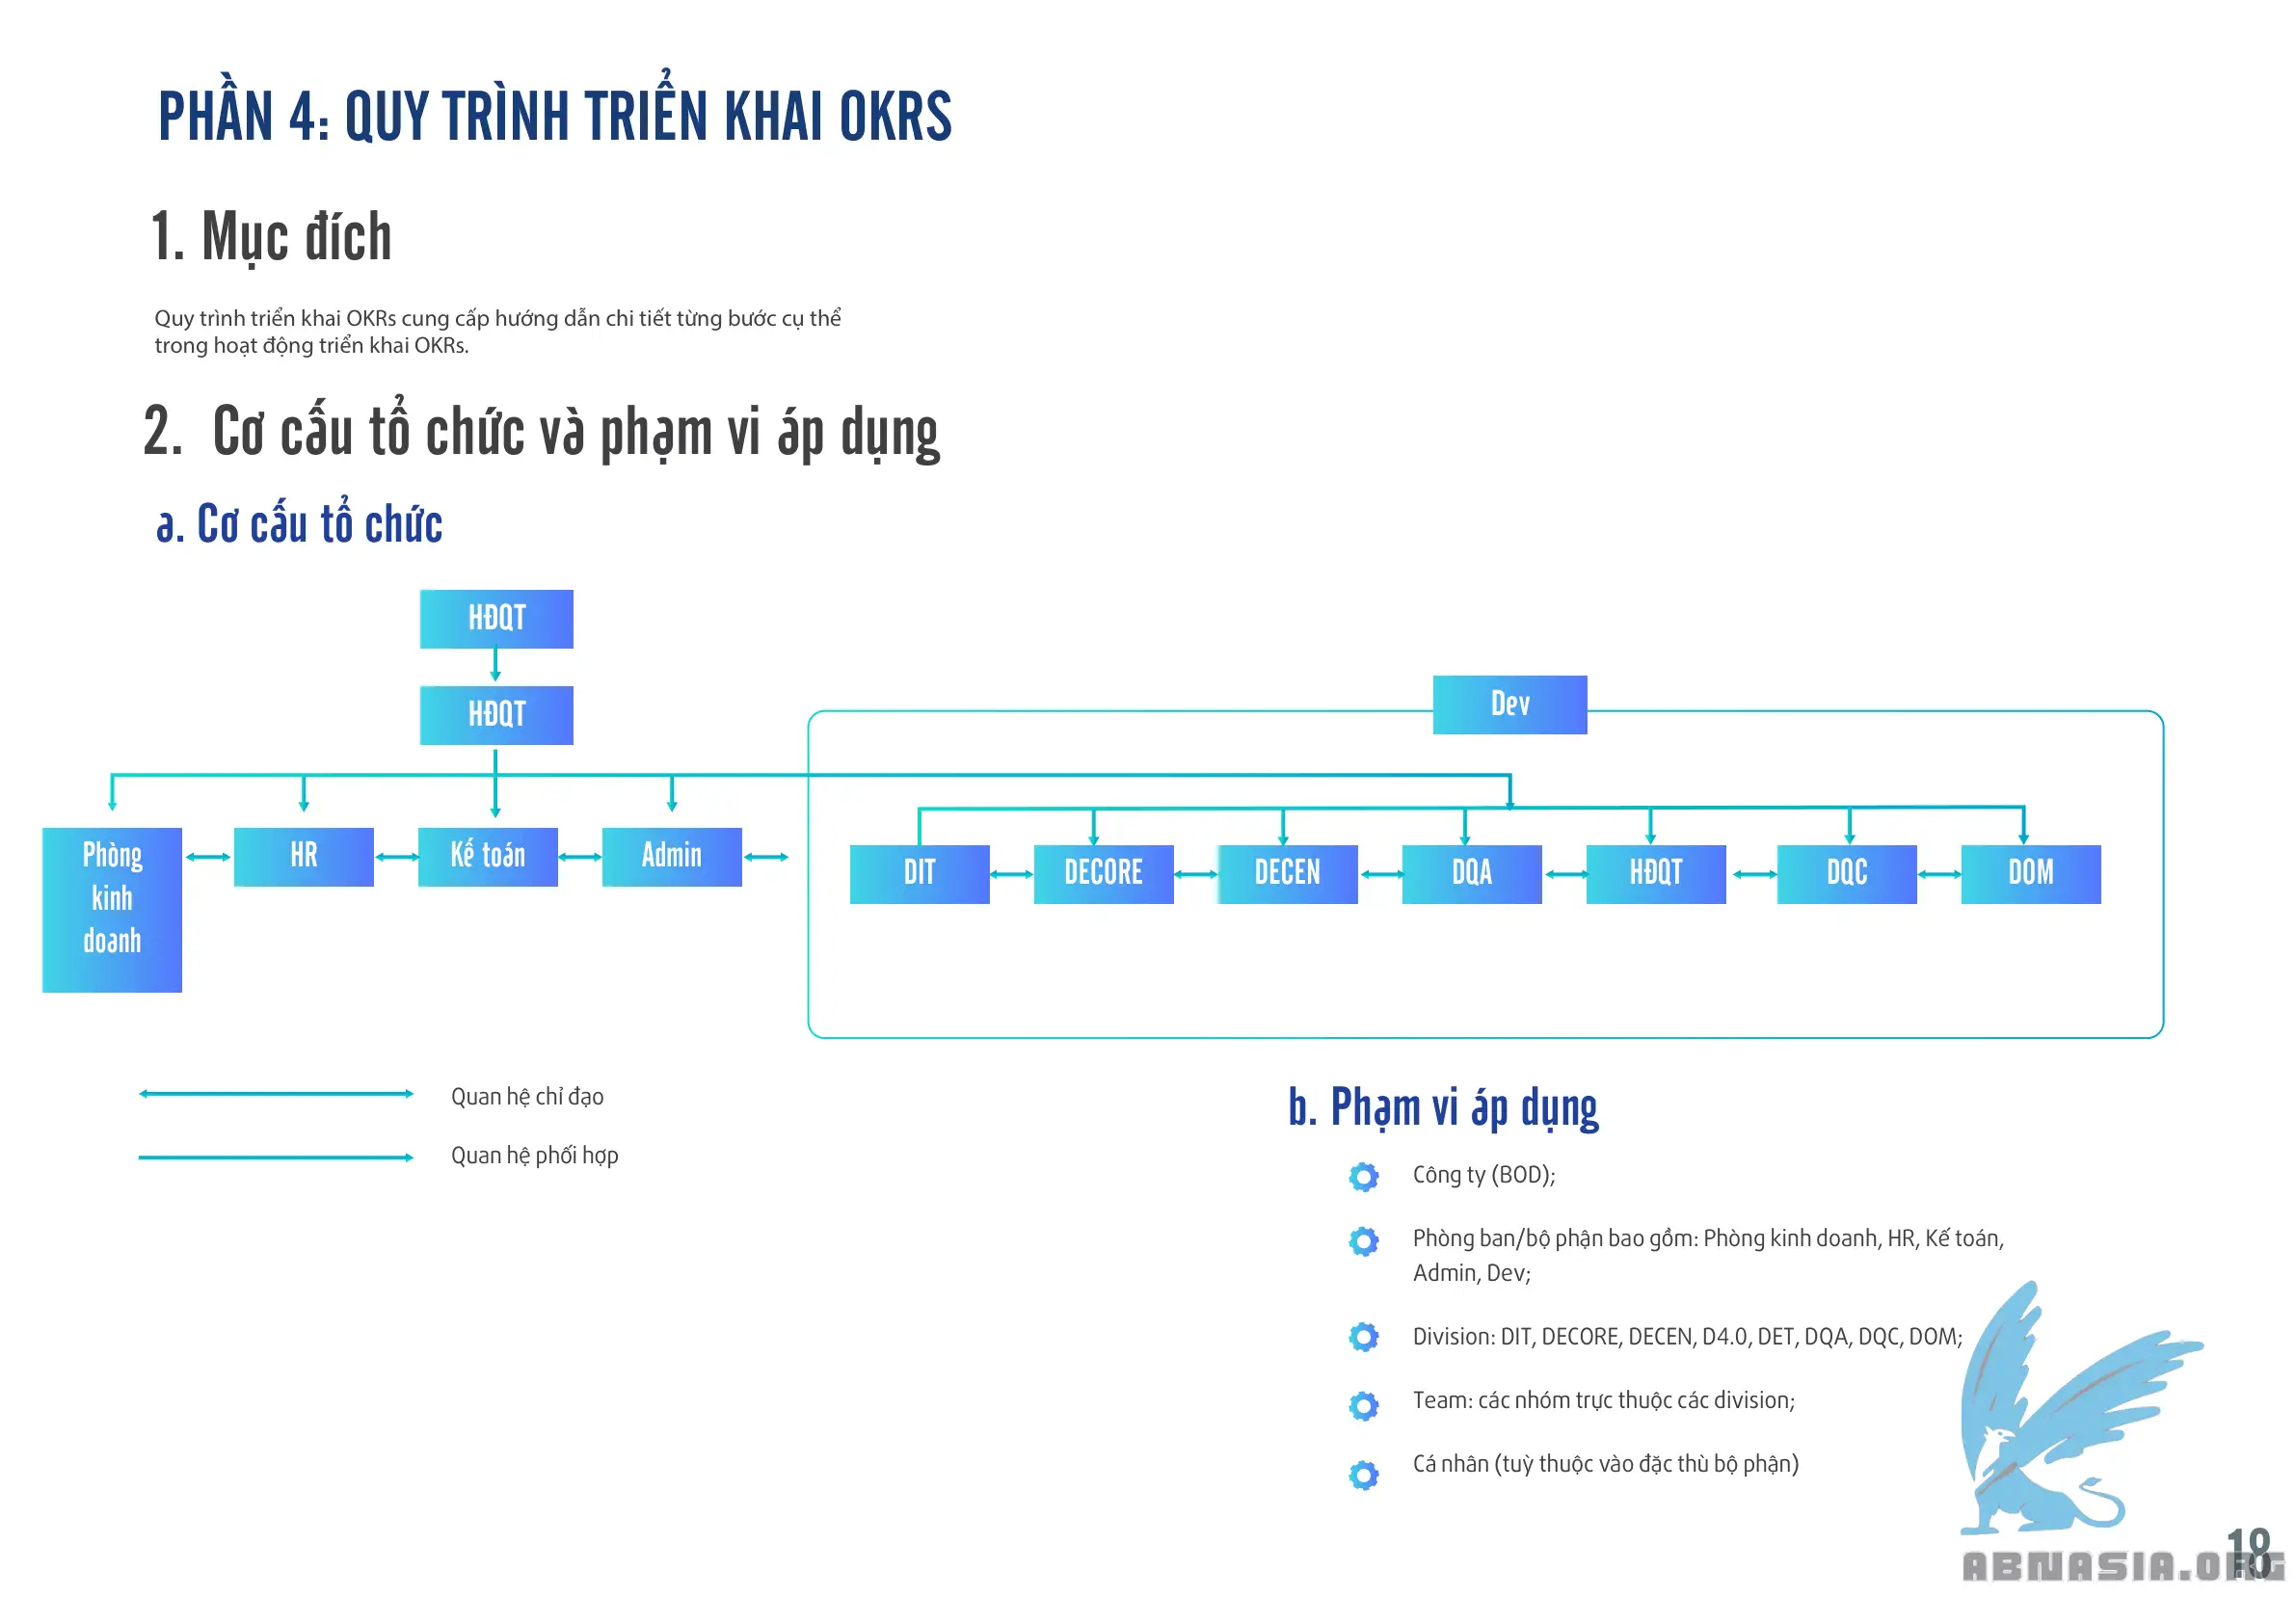 PHẦN 4: QUY TRÌNH TRIỂN KHAI OKRS
1. Mục đích
Quy trình triển khai OKRs cung cấp hướng dẫn chi tiết từng bước cụ thể
trong hoạt động triển khai OKRs.
2. Cơ cấu tổ chức và phạm vi áp dụng
a. Cơ cấu tổ chức
HĐQT
HĐQT
Dev
Phòng
kinh
doanh
HR
Kế toán
Admin
DIT
DECORE
DECEN
DQA
HĐQT
DQC
DOM
Quan hệ chỉ đạo
Quan hệ phối hợp
b. Phạm vi áp dụng
Công ty (BOD);
Phòng ban/bộ phận bao gồm: Phòng kinh doanh, HR, Kế toán,
Admin, Dev;
Division: DIT, DECORE, DECEN, D4.0, DET, DQA, DQC, DOM;
Team: các nhóm trực thuộc các division;
Cá nhân (tuỳ thuộc vào đặc thù bộ phận)
18
ABNASIA.ORG